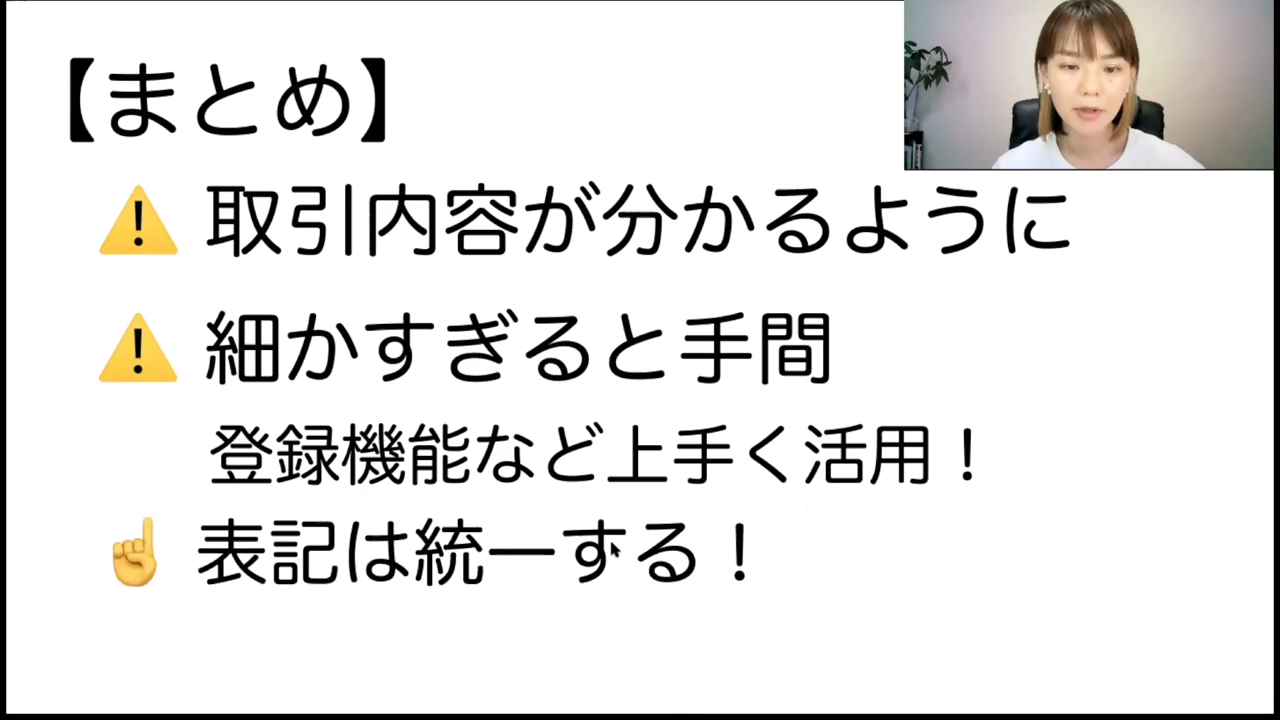 【まとめ】
⚠️ 取引内容が分かるように
⚠️ 細かすぎると手間
登録機能など上手く活用！
☝️ 表記は統一する！